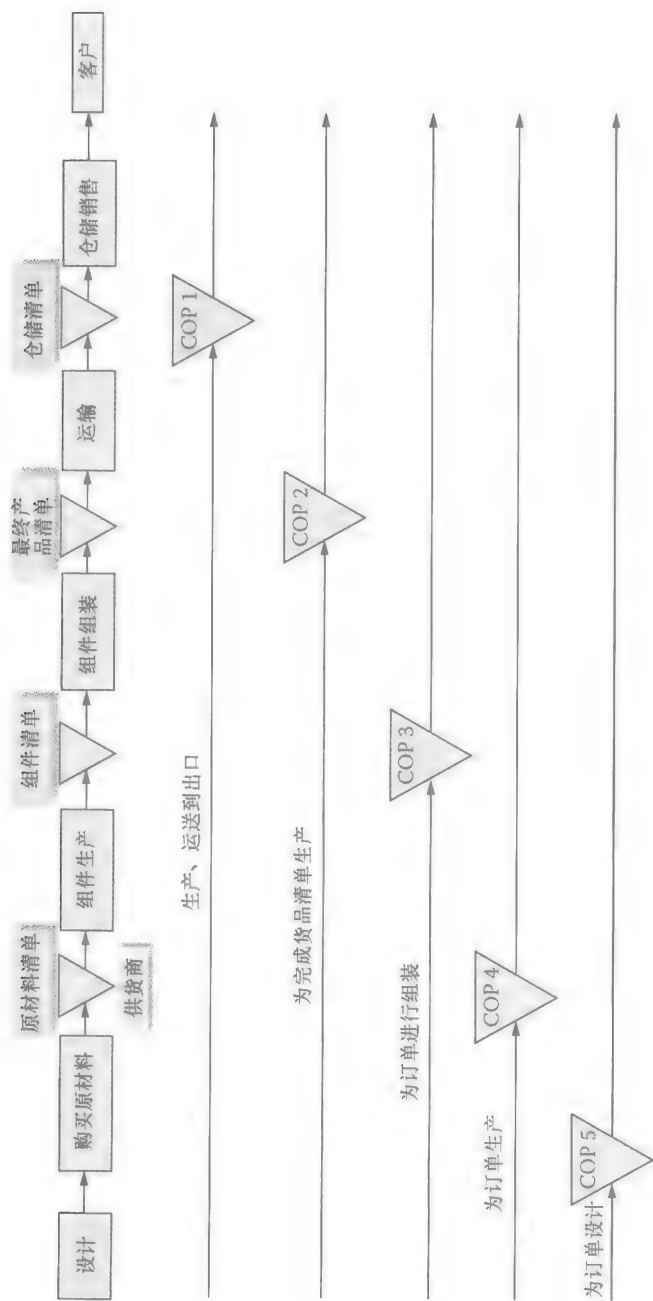 设计
购买原材料
原材料清单
供货商
组件生产
组件清单
组件组装
最终产
品清单
运输
仓储清单
仓储销售
客户
生产、运送到出口
COP 1
为完成货品清单生产
COP 2
为订单进行组装
COP 3
为订单生产
COP 4
为订单设计
COP 5